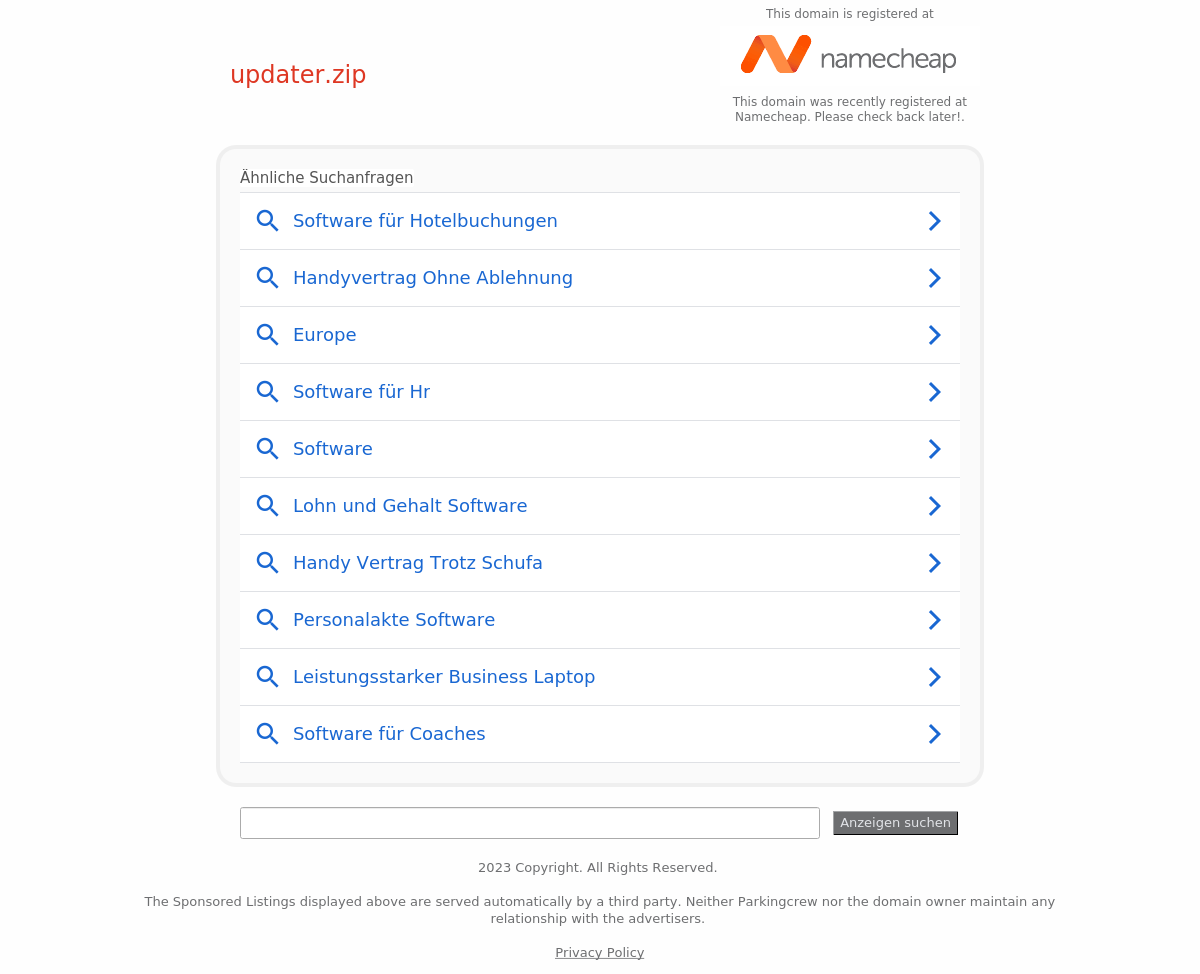 This domain is registered at
namecheap
updater.zip
This domain was recently registered at
Namecheap. Please check back later!.
Ähnliche Suchanfragen
Software für Hotelbuchungen
Handyvertrag Ohne Ablehnung
Europe
Software für Hr
Software
Lohn und Gehalt Software
Handy Vertrag Trotz Schufa
Personalakte Software
Leistungsstarker Business Laptop
Software für Coaches
Anzeigen suchen
2023 Copyright. All Rights Reserved.
The Sponsored Listings displayed above are served automatically by a third party. Neither Parkingcrew nor the domain owner maintain any
relationship with the advertisers.
Privacy Policy